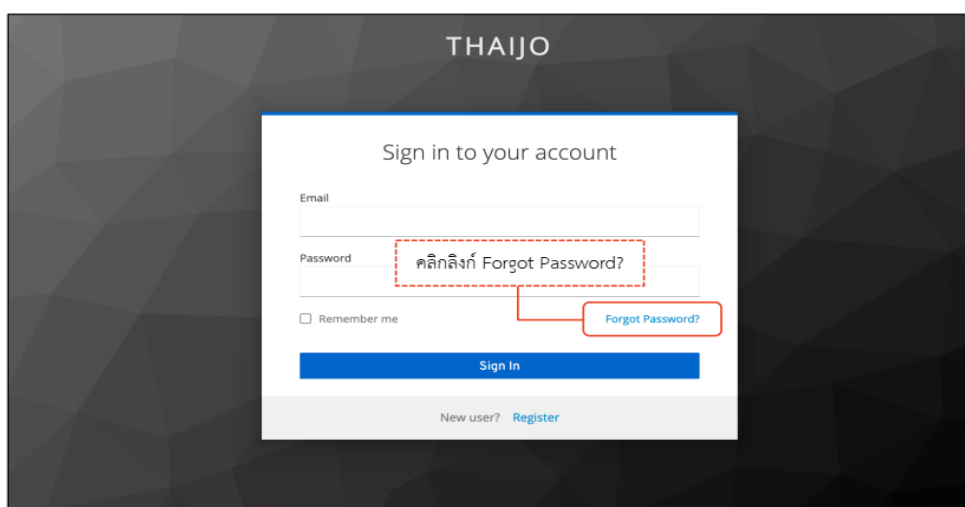 THAIJO
Sign in to your account
Email
Password
คลิกลิงก์ Forgot Password?
Remember me
Forgot Password?
Sign In
New user? Register